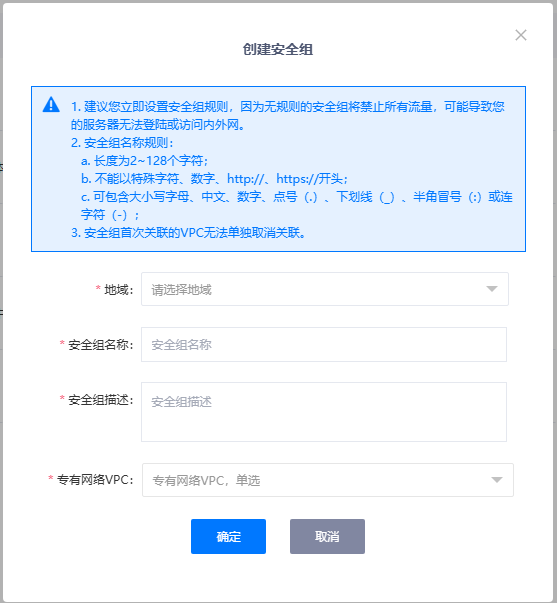 创建安全组
1. 建议您立即设置安全组规则，因为无规则的安全组将禁止所有流量，可能导致您
的服务器无法登陆或访问内外网。
2. 安全组名称规则：
a. 长度为2~128个字符；
b. 不能以特殊字符、数字、http://、https://开头；
c. 可包含大小写字母、中文、数字、点号（.）、下划线（_）、半角冒号（:）或连
字符（-）；
3. 安全组首次关联的VPC无法单独取消关联。
* 地域： 请选择地域
* 安全组名称： 安全组名称
* 安全组描述： 安全组描述
* 专有网络VPC： 专有网络VPC，单选
确定 取消